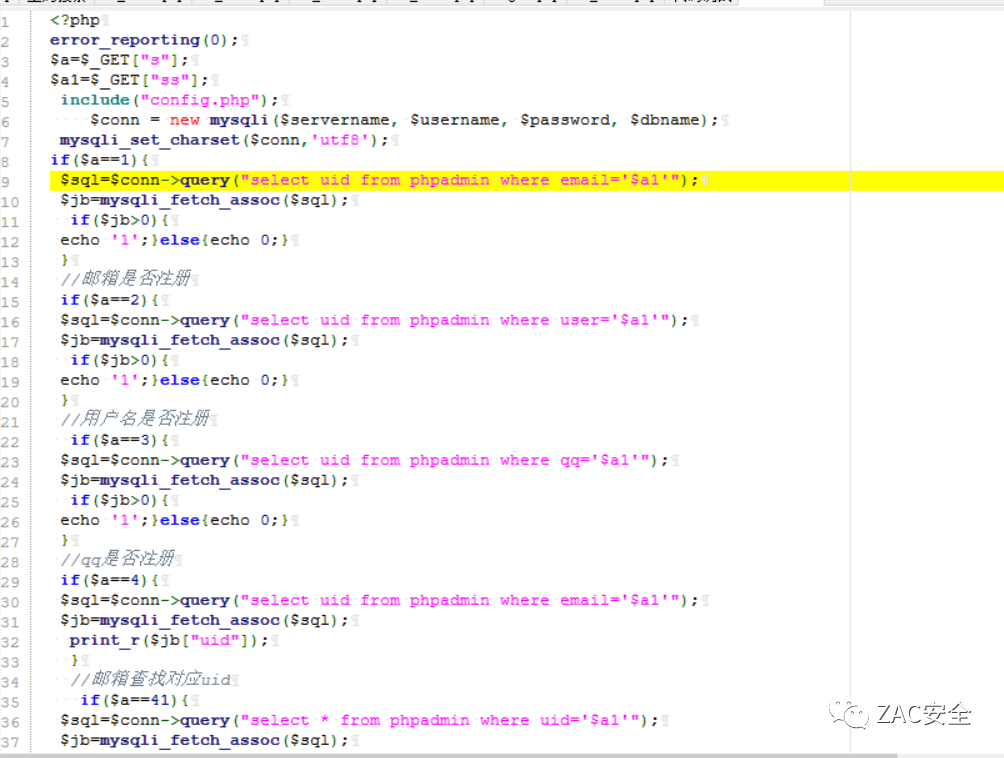 1 <?php
2 error_reporting(0);
3 $a=$_GET["s"];
4 $a1=$_GET["ss"];
5 include("config.php");
6 $conn = new mysqli($servername, $username, $password, $dbname);
7 mysqli_set_charset($conn,'utf8');
8 if($a==1){
9 $sql=$conn->query("select uid from phpadmin where email='$a1'");
10 $jb=mysqli_fetch_assoc($sql);
11 if($jb>0){
12 echo '1';}else{echo 0;}
13 }
14 //邮箱是否注册
15 if($a==2){
16 $sql=$conn->query("select uid from phpadmin where user='$a1'");
17 $jb=mysqli_fetch_assoc($sql);
18 if($jb>0){
19 echo '1';}else{echo 0;}
20 }
21 //用户名是否注册
22 if($a==3){
23 $sql=$conn->query("select uid from phpadmin where qq='$a1'");
24 $jb=mysqli_fetch_assoc($sql);
25 if($jb>0){
26 echo '1';}else{echo 0;}
27 }
28 //qq是否注册
29 if($a==4){
30 $sql=$conn->query("select uid from phpadmin where email='$a1'");
31 $jb=mysqli_fetch_assoc($sql);
32 print_r($jb["uid"]);
33 }
34 //邮箱查找对应uid
35 if($a==41){
36 $sql=$conn->query("select * from phpadmin where uid='$a1'");
37 $jb=mysqli_fetch_assoc($sql);
ZAC安全